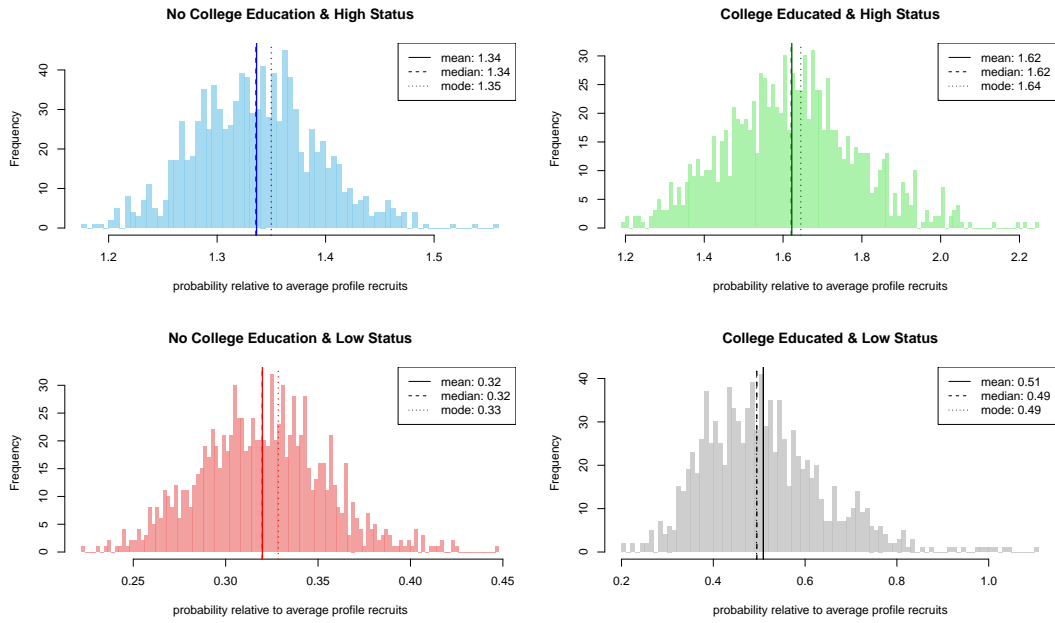 No College Education & High Status
Frequency
0 10 20 30 40
1.2 1.3 1.4 1.5
probability relative to average profile recruits
mean: 1.34
median: 1.34
mode: 1.35
College Educated & High Status
Frequency
0 5 10 15 20 25 30
1.2 1.4 1.6 1.8 2.0 2.2
probability relative to average profile recruits
mean: 1.62
median: 1.62
mode: 1.64
No College Education & Low Status
Frequency
0 5 10 15 20 25 30
0.25 0.30 0.35 0.40 0.45
probability relative to average profile recruits
mean: 0.32
median: 0.32
mode: 0.33
College Educated & Low Status
Frequency
0 10 20 30 40
0.2 0.4 0.6 0.8 1.0
probability relative to average profile recruits
mean: 0.51
median: 0.49
mode: 0.49